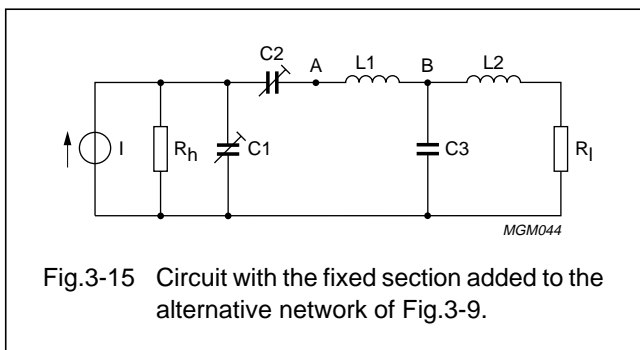 C2
A
L1
B
L2
I
Rh
C1
C3
Rl
MGM044
Fig.3-15 Circuit with the fixed section added to the
alternative network of Fig.3-9.